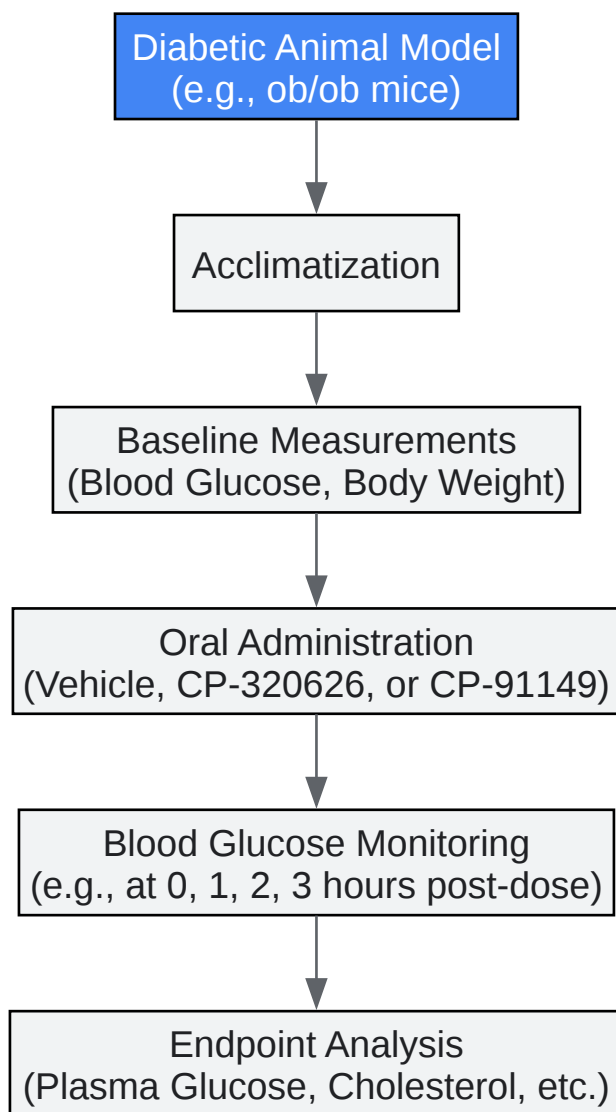 Diabetic Animal Model
(e.g., ob/ob mice)
Acclimatization
Baseline Measurements
(Blood Glucose, Body Weight)
Oral Administration
(Vehicle, CP-320626, or CP-91149)
Blood Glucose Monitoring
(e.g., at 0, 1, 2, 3 hours post-dose)
Endpoint Analysis
(Plasma Glucose, Cholesterol, etc.)